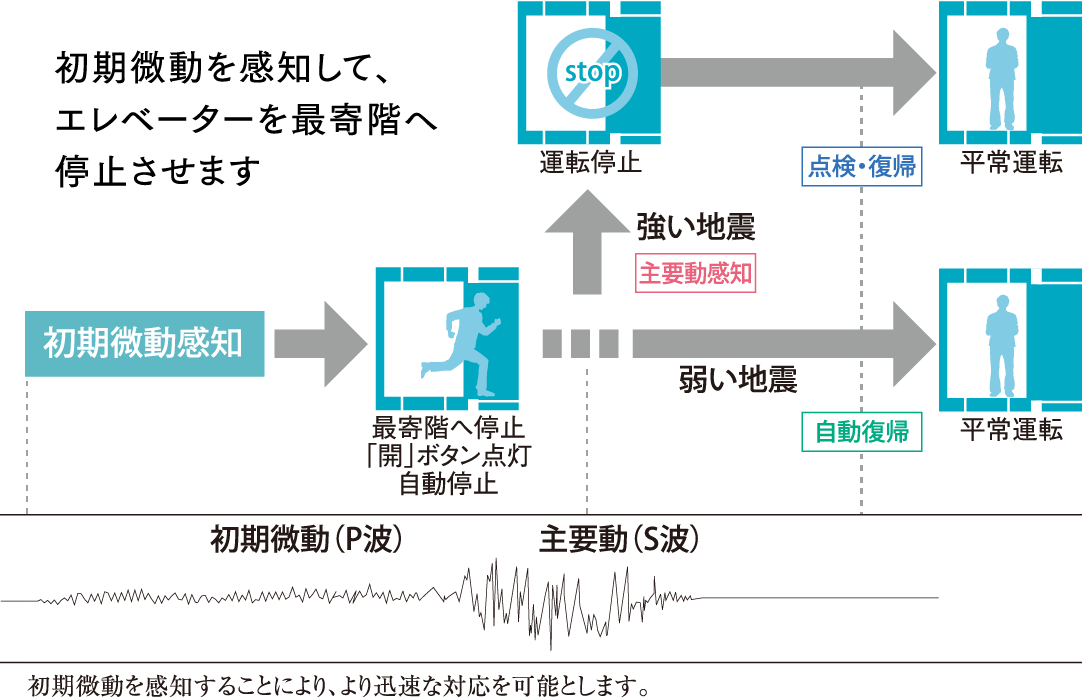 初期微動を感知して、
エレベーターを最寄階へ
停止させます
stop
運転停止
点検・復帰
平常運転
強い地震
主要動感知
初期微動感知
最寄階へ停止
「開」ボタン点灯
自動停止
弱い地震
自動復帰
平常運転
初期微動（P波）
主要動（S波）
初期微動を感知することにより、より迅速な対応を可能とします。